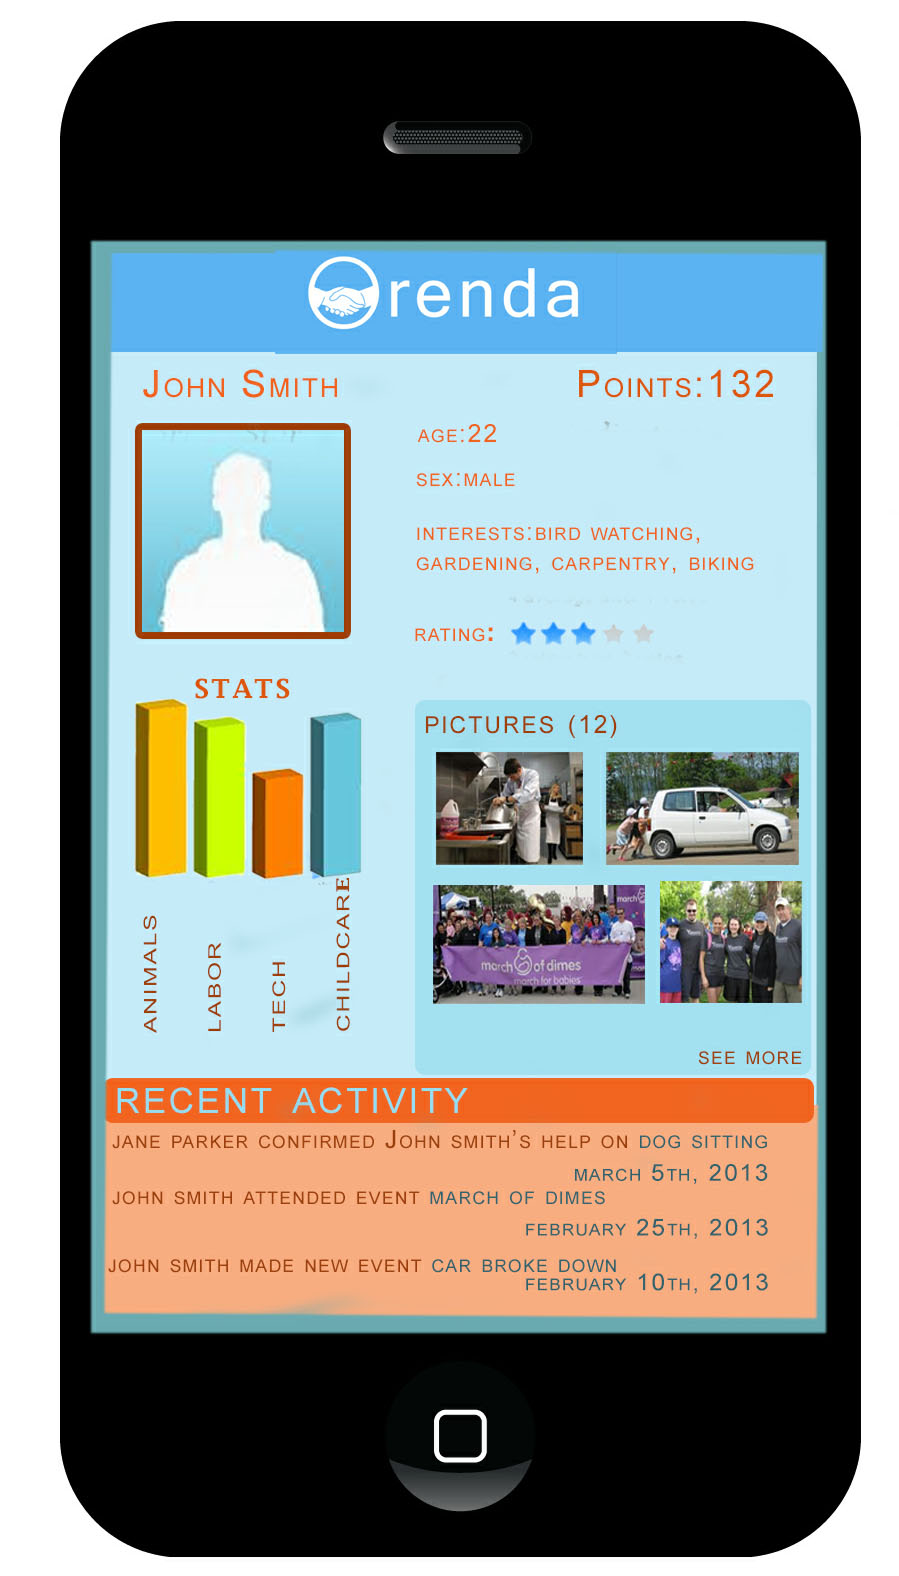 renda
John Smith
Points:132
age:22
sex:male
interests:bird watching,
gardening, carpentry, biking
rating:
STATS
PICTURES (12)
march of dimes
march for babies
march
ANIMALS
LABOR
TECH
CHILDCARE
SEE MORE
RECENT ACTIVITY
jane parker confirmed John smith's help on dog sitting
march 5th, 2013
john smith attended event march of dimes
february 25th, 2013
john smith made new event car broke down
february 10th, 2013